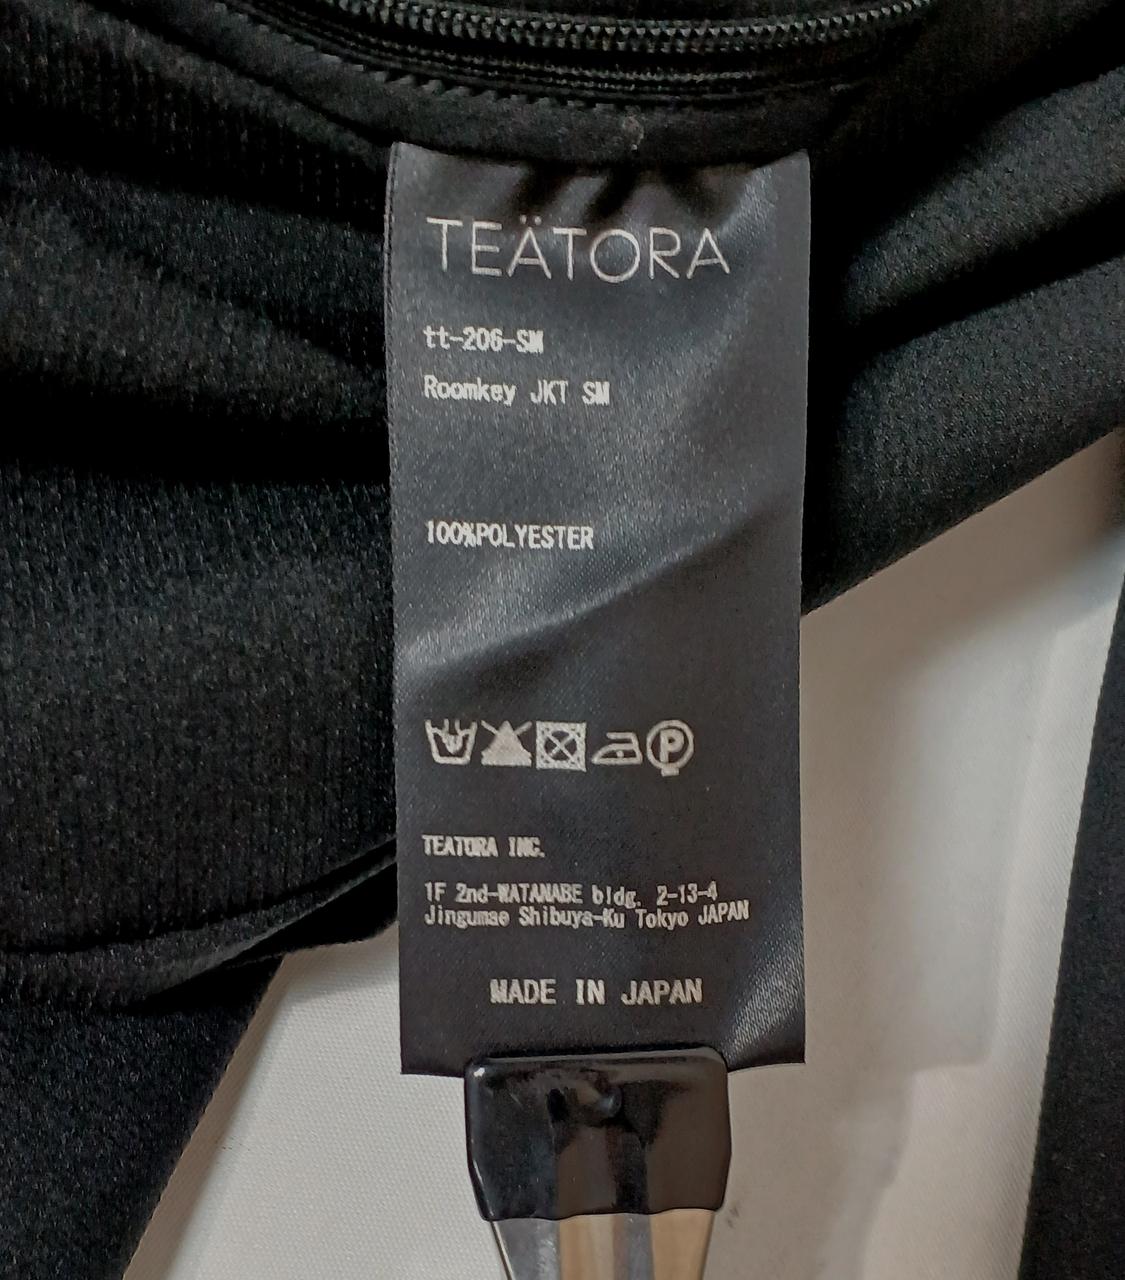 TEÄTORA
tt-206-SM
Roomkey JKT SM
100%POLYESTER
P
TEATORA INC.
1F 2nd-WATANABE bldg. 2-13-4
Jingumae Shibuya-Ku Tokyo JAPAN
MADE IN JAPAN